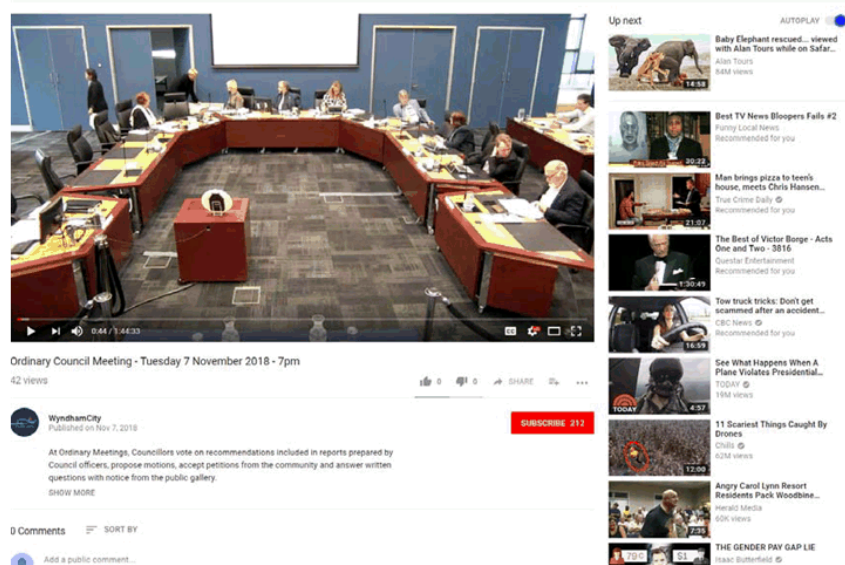 Up next
AUTOPLAY
Baby Elephant rescued... viewed
with Alan Tours while on Safar...
Alan Tours
84M views
14:58
Best TV News Bloopers Fails #2
Funny Local News
Recommended for you
30:22
Man brings pizza to teen's
house, meets Chris Hansen...
True Crime Daily
Recommended for you
21:07
The Best of Victor Borge - Acts
One and Two - 3816
Questar Entertainment
Recommended for you
1:30:49
Tow truck tricks: Don't get
scammed after an accident...
CBC News
Recommended for you
16:59
See What Happens When A
Plane Violates Presidential...
TODAY
19M views
TODAY
4:57
11 Scariest Things Caught By
Drones
Chills
62M views
12:00
Angry Carol Lynn Resort
Residents Pack Woodbine...
Herald Media
60K views
7:35
THE GENDER PAY GAP LIE
Isaac Butterfield
79C
$1
0:44 / 1:44:33
CC
Ordinary Council Meeting - Tuesday 7 November 2018 - 7pm
42 views
0
0
SHARE
WyndhamCity
Published on Nov 7, 2018
SUBSCRIBE 212
At Ordinary Meetings, Councillors vote on recommendations included in reports prepared by
Council officers, propose motions, accept petitions from the community and answer written
questions with notice from the public gallery.
SHOW MORE
0 Comments
SORT BY
Add a public comment...